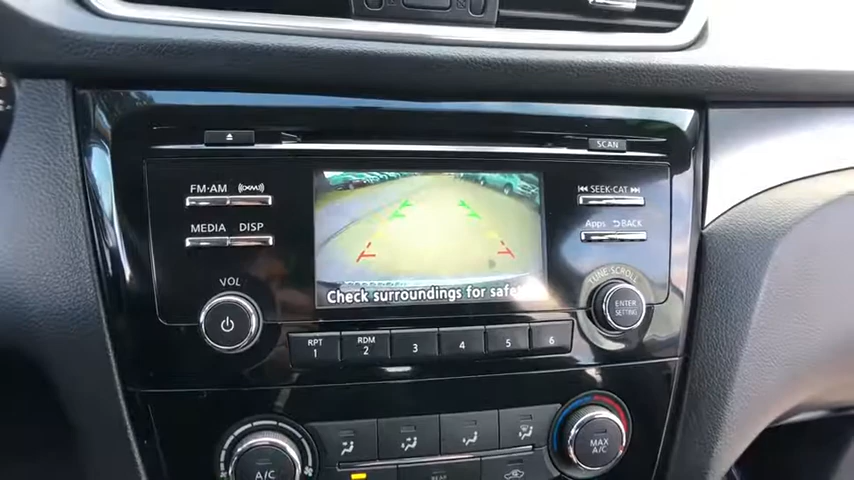 SCAN
FM·AM
SEEK·CAT
MEDIA DISP
Apps BACK
Check surroundings for safety
VOL
TUNE·SCROLL
ENTER
SETTING
RPT
1
RDM
2
3 4 5 6
MAX
A/C
A/C